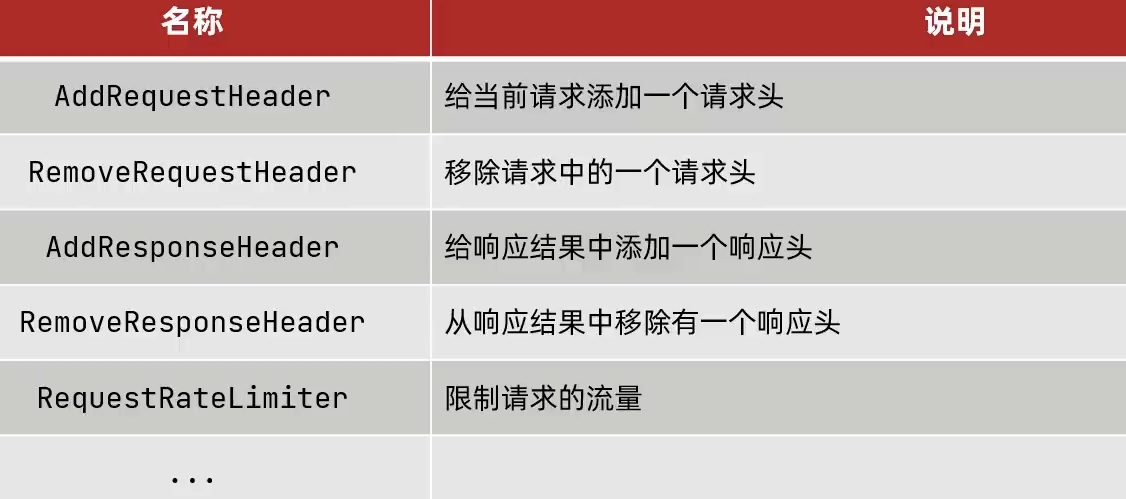 名称 说明
AddRequestHeader 给当前请求添加一个请求头
RemoveRequestHeader 移除请求中的一个请求头
AddResponseHeader 给响应结果中添加一个响应头
RemoveResponseHeader 从响应结果中移除有一个响应头
RequestRateLimiter 限制请求的流量
...